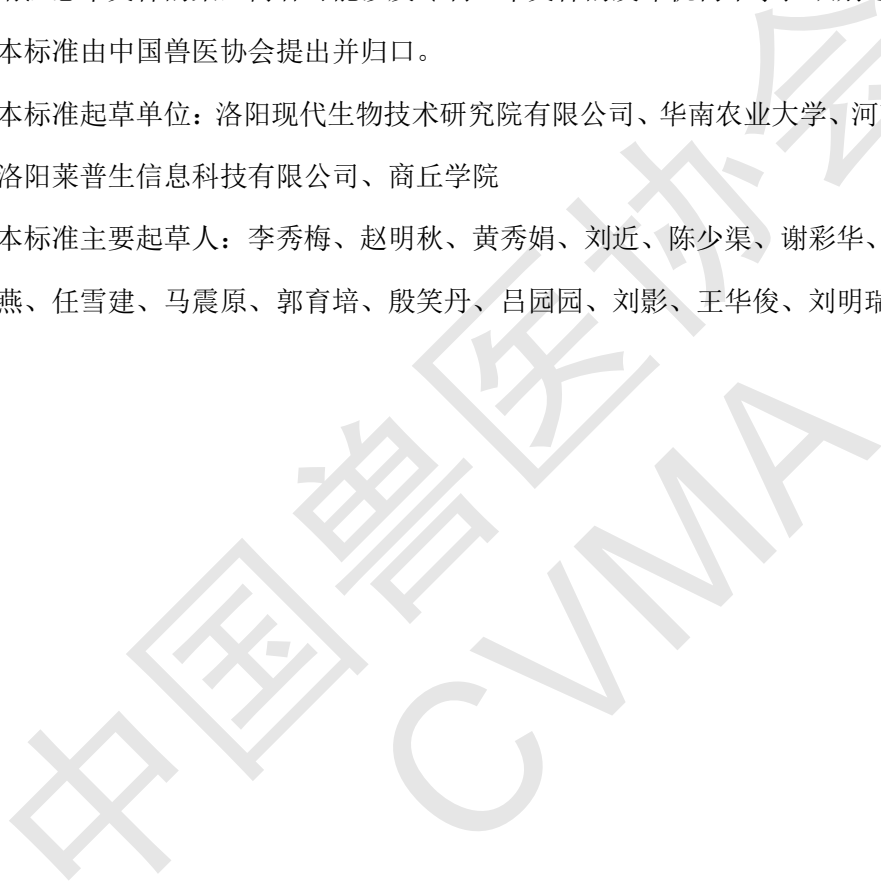 本标准由中国兽医协会提出并归口。
本标准起草单位：洛阳现代生物技术研究院有限公司、华南农业大学、河
洛阳莱普生信息科技有限公司、商丘学院
本标准主要起草人：李秀梅、赵明秋、黄秀娟、刘近、陈少渠、谢彩华、
燕、任雪建、马震原、郭育培、殷笑丹、吕园园、刘影、王华俊、刘明瑞
中国兽医协会
CVMA